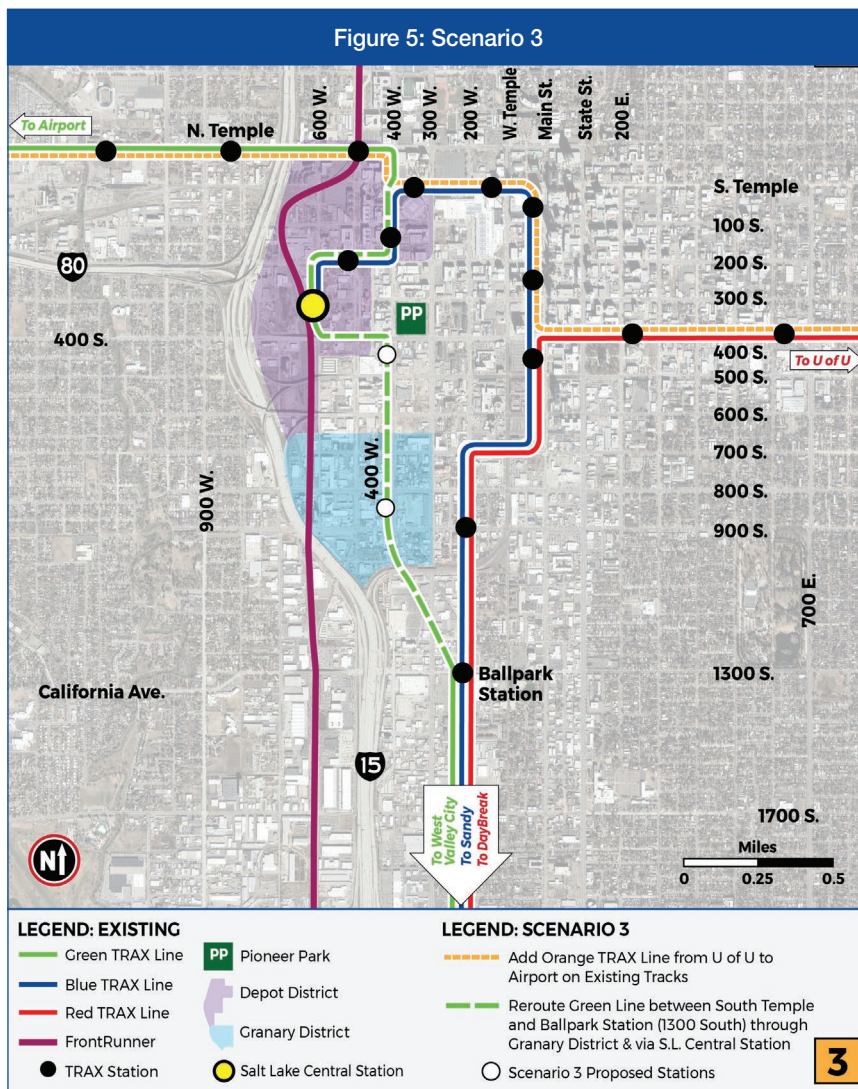 Figure 5: Scenario 3
To Airport
N. Temple
600 W.
400 W.
300 W.
200 W.
W. Temple
Main St.
State St.
200 E.
S. Temple
100 S.
80
200 S.
300 S.
PP
400 S.
400 S.
To U of U
500 S.
600 S.
700 S.
400 W.
900 W.
800 S.
900 S.
700 E.
California Ave.
Ballpark
Station
1300 S.
15
To West
Valley City
To Sandy
To DayBreak
1700 S.
N
Miles
0 0.25 0.5
LEGEND: EXISTING
Green TRAX Line
Blue TRAX Line
Red TRAX Line
FrontRunner
TRAX Station
PP Pioneer Park
Depot District
Granary District
Salt Lake Central Station
LEGEND: SCENARIO 3
Add Orange TRAX Line from U of U to
Airport on Existing Tracks
Reroute Green Line between South Temple
and Ballpark Station (1300 South) through
Granary District & via S.L. Central Station
Scenario 3 Proposed Stations
3